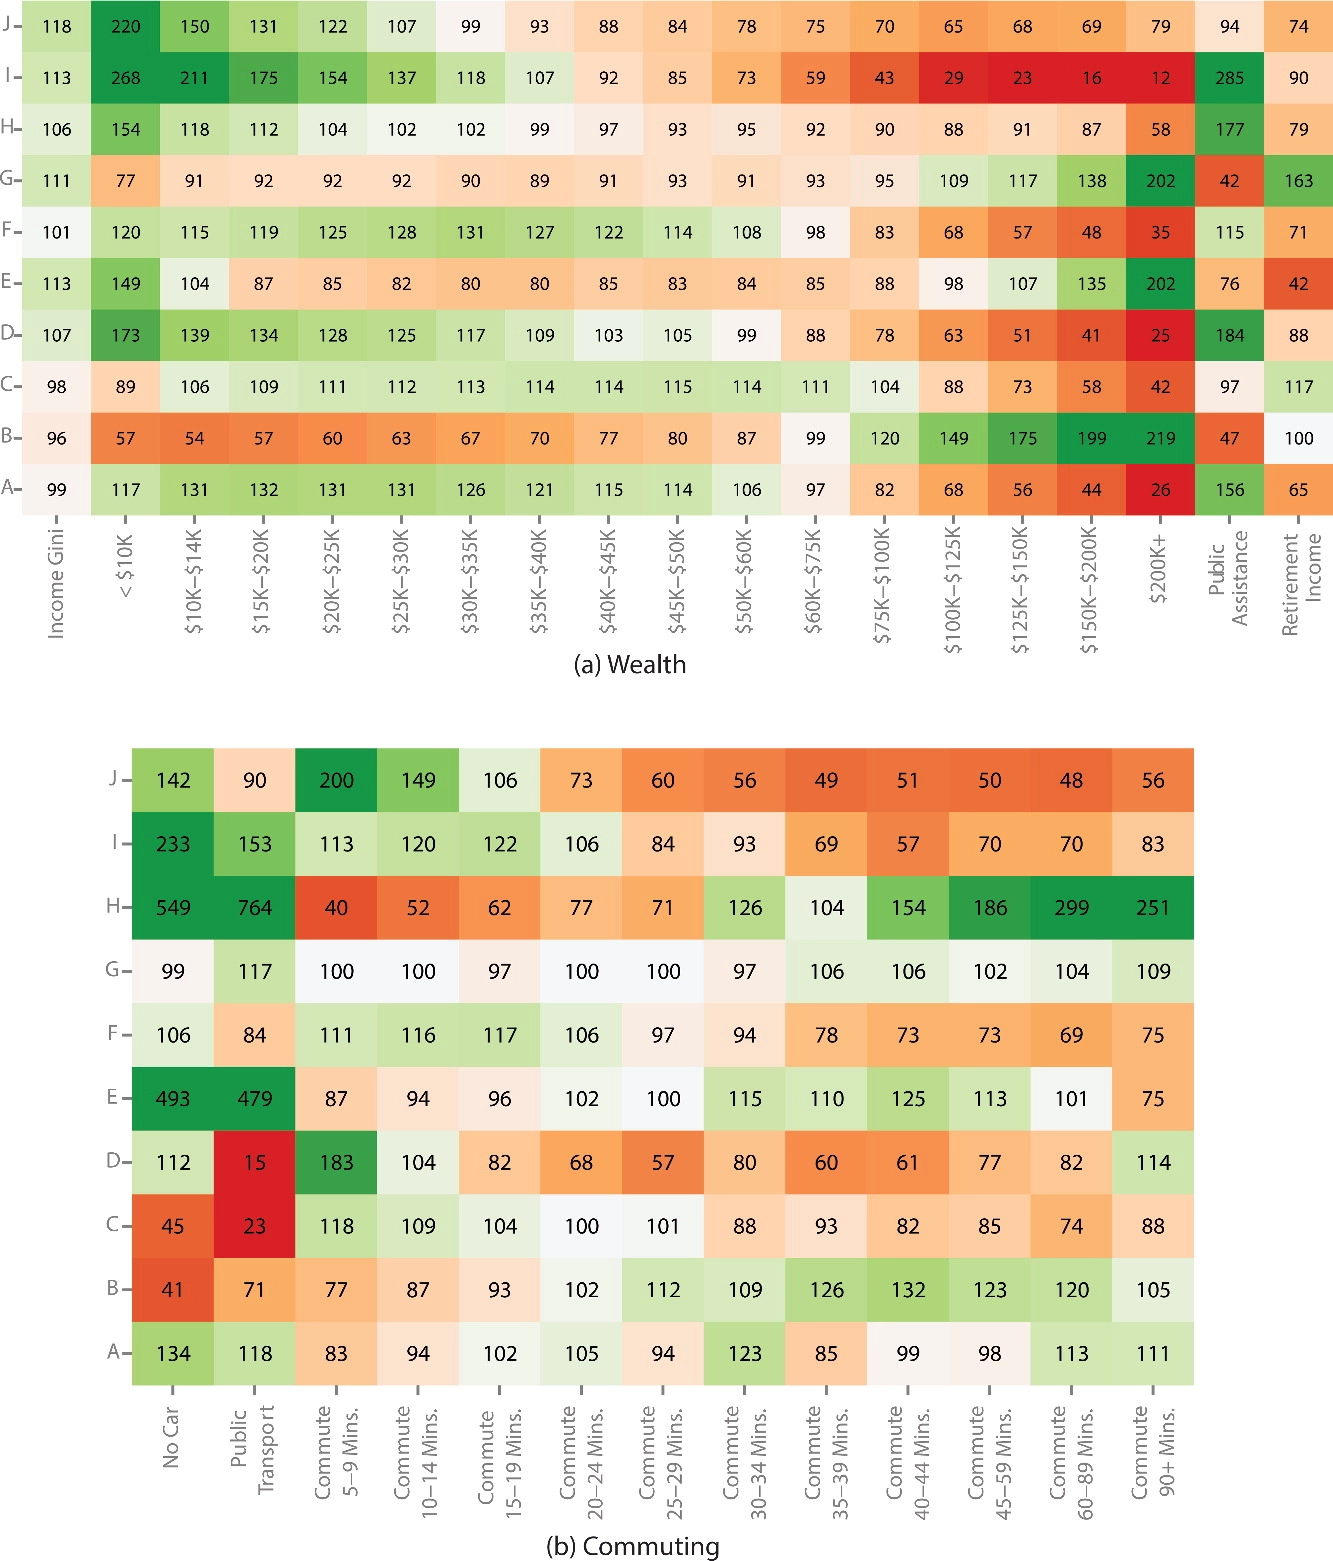 J 118 220 150 131 122 107 99 93 88 84 78 75 70 65 68 69 79 94 74
I 113 268 211 175 154 137 118 107 92 85 73 59 43 29 23 16 12 285 90
H 106 154 118 112 104 102 102 99 97 93 95 92 90 88 91 87 58 177 79
G 111 77 91 92 92 92 90 89 91 93 91 93 95 109 117 138 202 42 163
F 101 120 115 119 125 128 131 127 122 114 108 98 83 68 57 48 35 115 71
E 113 149 104 87 85 82 80 80 85 83 84 85 88 98 107 135 202 76 42
D 107 173 139 134 128 125 117 109 103 105 99 88 78 63 51 41 25 184 88
C 98 89 106 109 111 112 113 114 114 115 114 111 104 88 73 58 42 97 117
B 96 57 54 57 60 63 67 70 77 80 87 99 120 149 175 199 219 47 100
A 99 117 131 132 131 131 126 121 115 114 106 97 82 68 56 44 26 156 65
Income Gini
< $10K
$10K–$14K
$15K–$20K
$20K–$25K
$25K–$30K
$30K–$35K
$35K–$40K
$40K–$45K
$45K–$50K
$50K–$60K
$60K–$75K
$75K–$100K
$100K–$125K
$125K–$150K
$150K–$200K
$200K+
Public
Assistance
Retirement
Income
(a) Wealth
J 142 90 200 149 106 73 60 56 49 51 50 48 56
I 233 153 113 120 122 106 84 93 69 57 70 70 83
H 549 764 40 52 62 77 71 126 104 154 186 299 251
G 99 117 100 100 97 100 100 97 106 106 102 104 109
F 106 84 111 116 117 106 97 94 78 73 73 69 75
E 493 479 87 94 96 102 100 115 110 125 113 101 75
D 112 15 183 104 82 68 57 80 60 61 77 82 114
C 45 23 118 109 104 100 101 88 93 82 85 74 88
B 41 71 77 87 93 102 112 109 126 132 123 120 105
A 134 118 83 94 102 105 94 123 85 99 98 113 111
No Car
Public
Transport
Commute
5–9 Mins.
Commute
10–14 Mins.
Commute
15–19 Mins.
Commute
20–24 Mins.
Commute
25–29 Mins.
Commute
30–34 Mins.
Commute
35–39 Mins.
Commute
40–44 Mins.
Commute
45–59 Mins.
Commute
60–89 Mins.
Commute
90+ Mins.
(b) Commuting